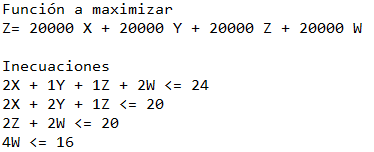 Función a maximizar
Z= 20000 X + 20000 Y + 20000 Z + 20000 W
Inecuaciones
2X + 1Y + 1Z + 2W <= 24
2X + 2Y + 1Z <= 20
2Z + 2W <= 20
4W <= 16